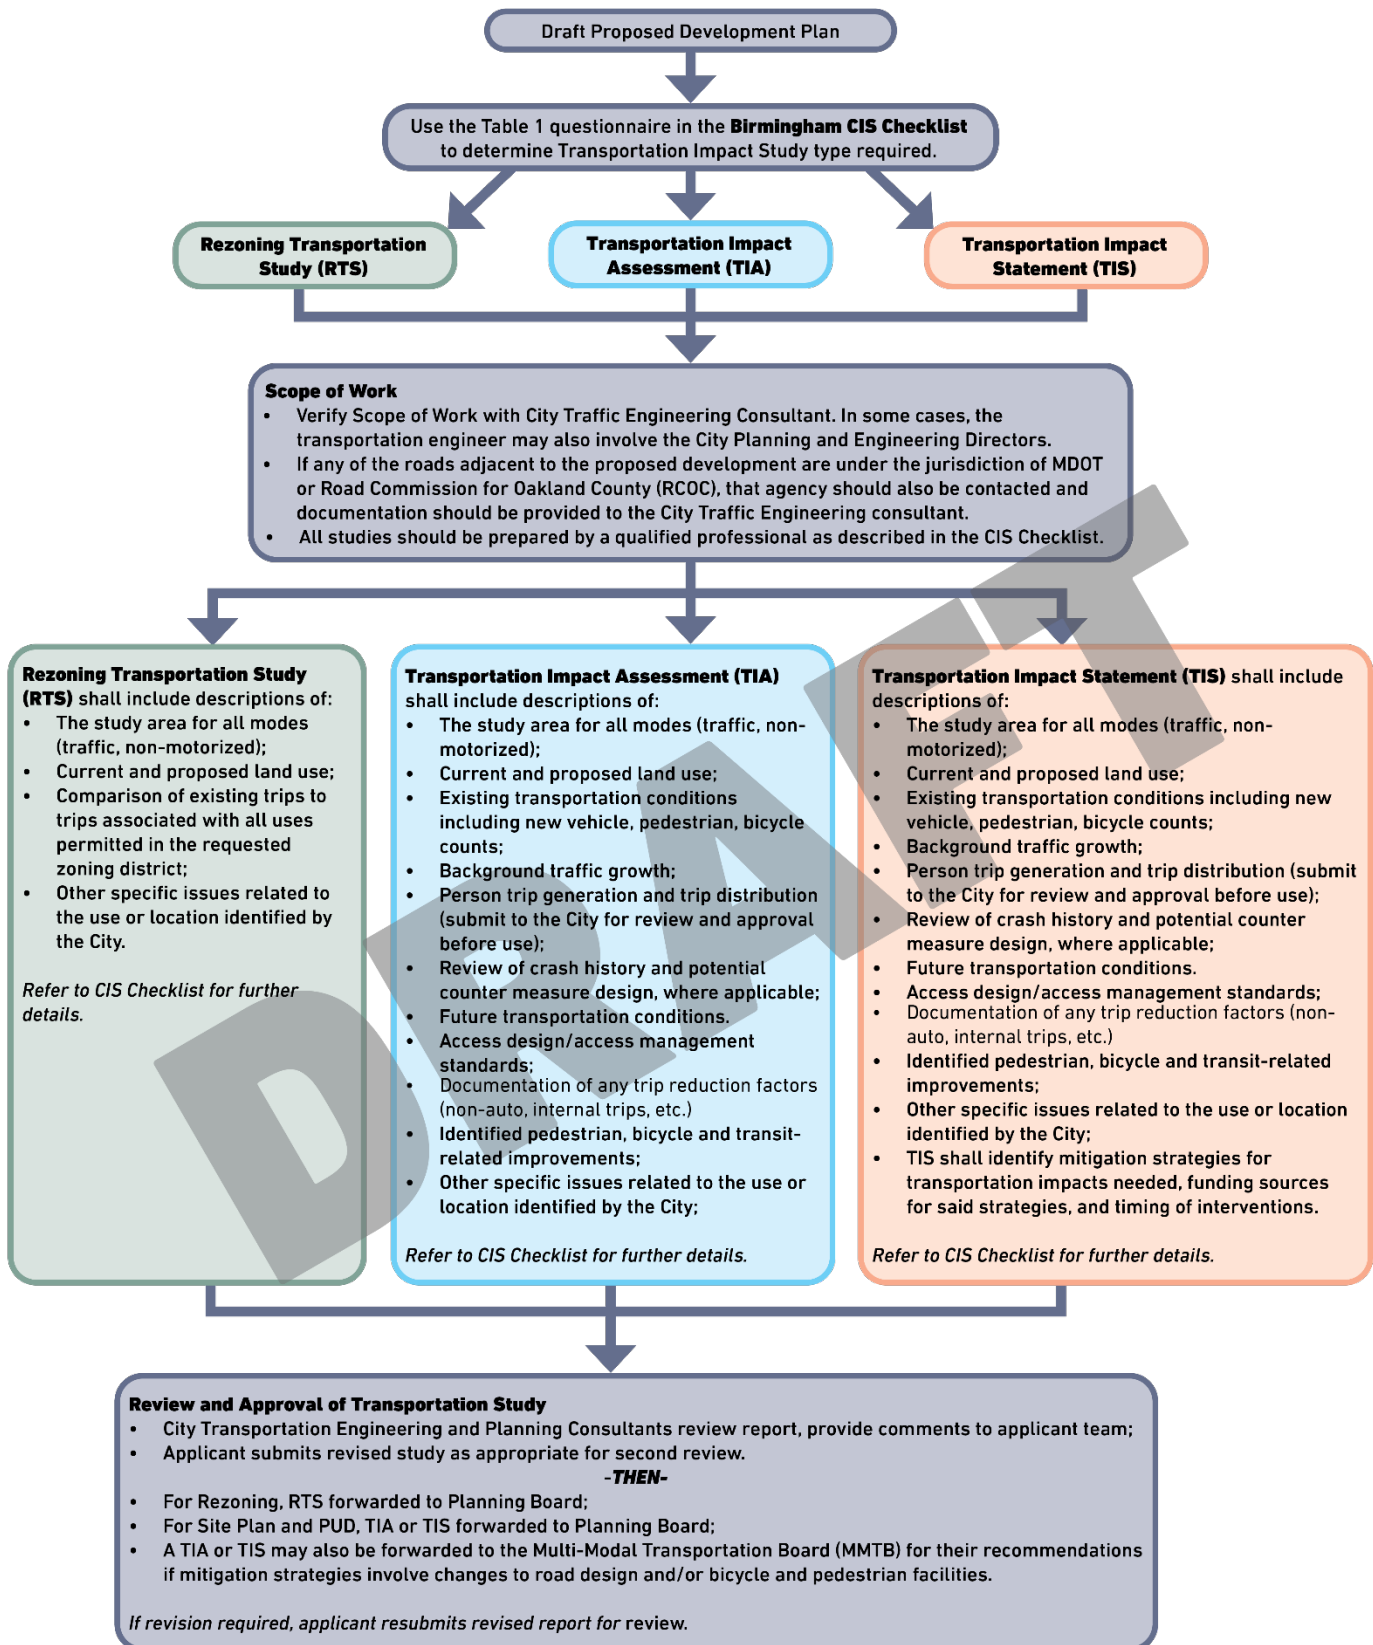 Draft Proposed Development Plan
Use the Table 1 questionnaire in the Birmingham CIS Checklist
to determine Transportation Impact Study type required.
Rezoning Transportation
Study (RTS)
Transportation Impact
Assessment (TIA)
Transportation Impact
Statement (TIS)
Scope of Work
• Verify Scope of Work with City Traffic Engineering Consultant. In some cases, the
transportation engineer may also involve the City Planning and Engineering Directors.
• If any of the roads adjacent to the proposed development are under the jurisdiction of MDOT
or Road Commission for Oakland County (RCOC), that agency should also be contacted and
documentation should be provided to the City Traffic Engineering consultant.
• All studies should be prepared by a qualified professional as described in the CIS Checklist.
Rezoning Transportation Study
(RTS) shall include descriptions of:
• The study area for all modes
(traffic, non-motorized);
• Current and proposed land use;
• Comparison of existing trips to
trips associated with all uses
permitted in the requested
zoning district;
• Other specific issues related to
the use or location identified by
the City.
Refer to CIS Checklist for further
details.
Transportation Impact Assessment (TIA)
shall include descriptions of:
• The study area for all modes (traffic, non-
motorized);
• Current and proposed land use;
• Existing transportation conditions
including new vehicle, pedestrian, bicycle
counts;
• Background traffic growth;
• Person trip generation and trip distribution
(submit to the City for review and approval
before use);
• Review of crash history and potential
counter measure design, where applicable;
• Future transportation conditions.
• Access design/access management
standards;
• Documentation of any trip reduction factors
(non-auto, internal trips, etc.)
• Identified pedestrian, bicycle and transit-
related improvements;
• Other specific issues related to the use or
location identified by the City;
Refer to CIS Checklist for further details.
Transportation Impact Statement (TIS) shall include
descriptions of:
• The study area for all modes (traffic, non-
motorized);
• Current and proposed land use;
• Existing transportation conditions including new
vehicle, pedestrian, bicycle counts;
• Background traffic growth;
• Person trip generation and trip distribution (submit
to the City for review and approval before use);
• Review of crash history and potential counter
measure design, where applicable;
• Future transportation conditions.
• Access design/access management standards;
• Documentation of any trip reduction factors (non-
auto, internal trips, etc.)
• Identified pedestrian, bicycle and transit-related
improvements;
• Other specific issues related to the use or location
identified by the City;
• TIS shall identify mitigation strategies for
transportation impacts needed, funding sources
for said strategies, and timing of interventions.
Refer to CIS Checklist for further details.
DRAFT
Review and Approval of Transportation Study
• City Transportation Engineering and Planning Consultants review report, provide comments to applicant team;
• Applicant submits revised study as appropriate for second review.
-THEN-
• For Rezoning, RTS forwarded to Planning Board;
• For Site Plan and PUD, TIA or TIS forwarded to Planning Board;
• A TIA or TIS may also be forwarded to the Multi-Modal Transportation Board (MMTB) for their recommendations
if mitigation strategies involve changes to road design and/or bicycle and pedestrian facilities.
If revision required, applicant resubmits revised report for review.